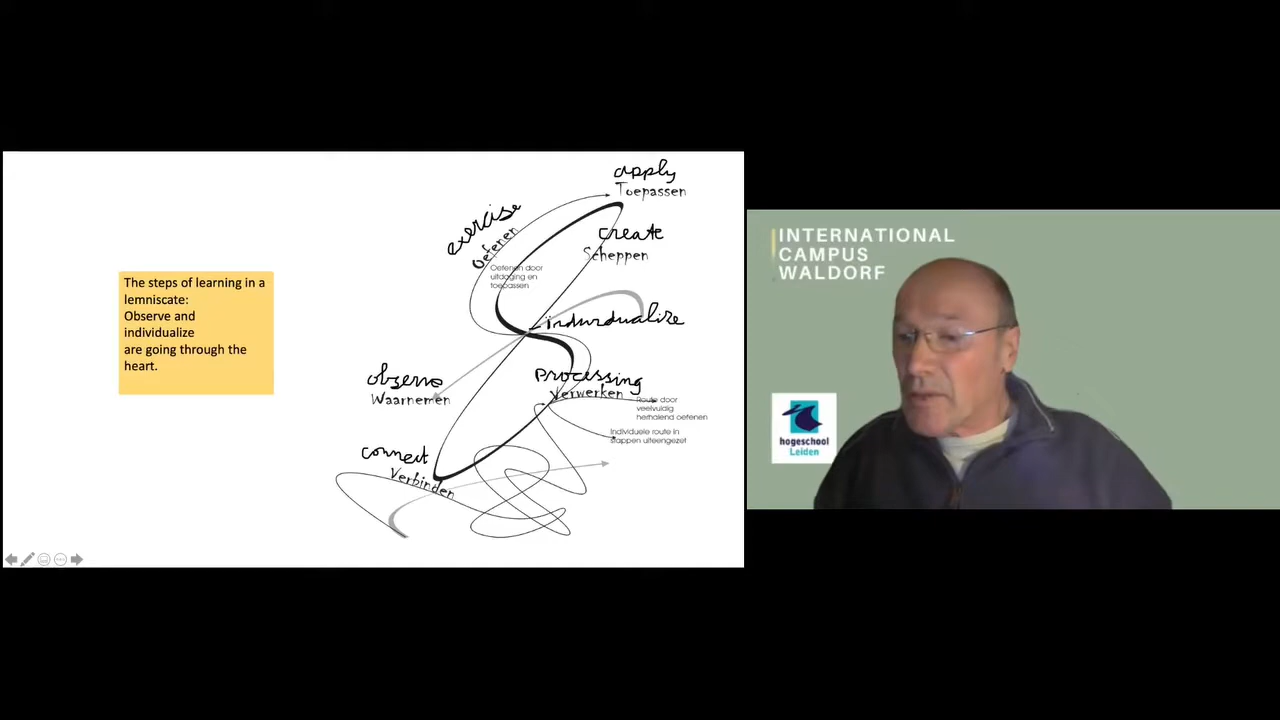 The steps of learning in a
lemniscate:
Observe and
individualize
are going through the
heart.
apply
Toepassen
exercise
Oefenen
create
Scheppen
Oefenen door
uitdaging en
toepassen
indurdualize
observe
Waarnemen
processing
Verwerken
Route door
veelvuldig
herhalend oefenen
Individuele route in
stappen uiteengezet
connect
Verbinden
INTERNATIONAL
CAMPUS
WALDORF
hogeschool
Leiden